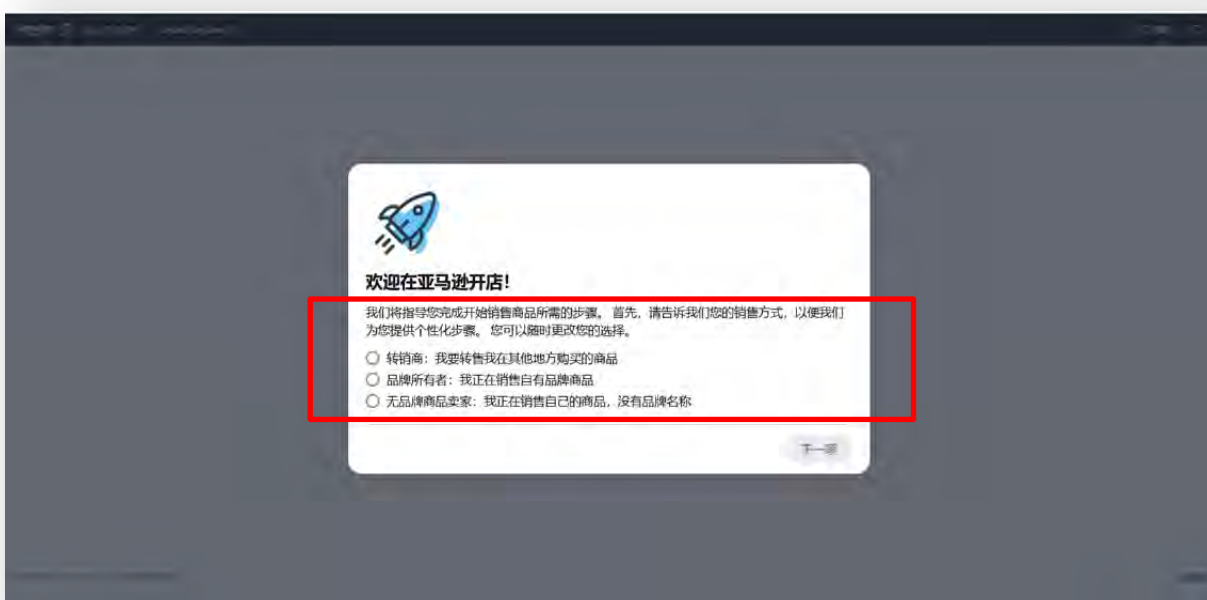 欢迎在亚马逊开店！
我们将指导您完成开始销售商品所需的步骤。 首先，请告诉我们您的销售方式，以便我们
为您提供个性化步骤。 您可以随时更改您的选择。
转销商：我要转售我在其他地方购买的商品
品牌所有者：我正在销售自有品牌商品
无品牌商品卖家：我正在销售自己的商品，没有品牌名称
下一项